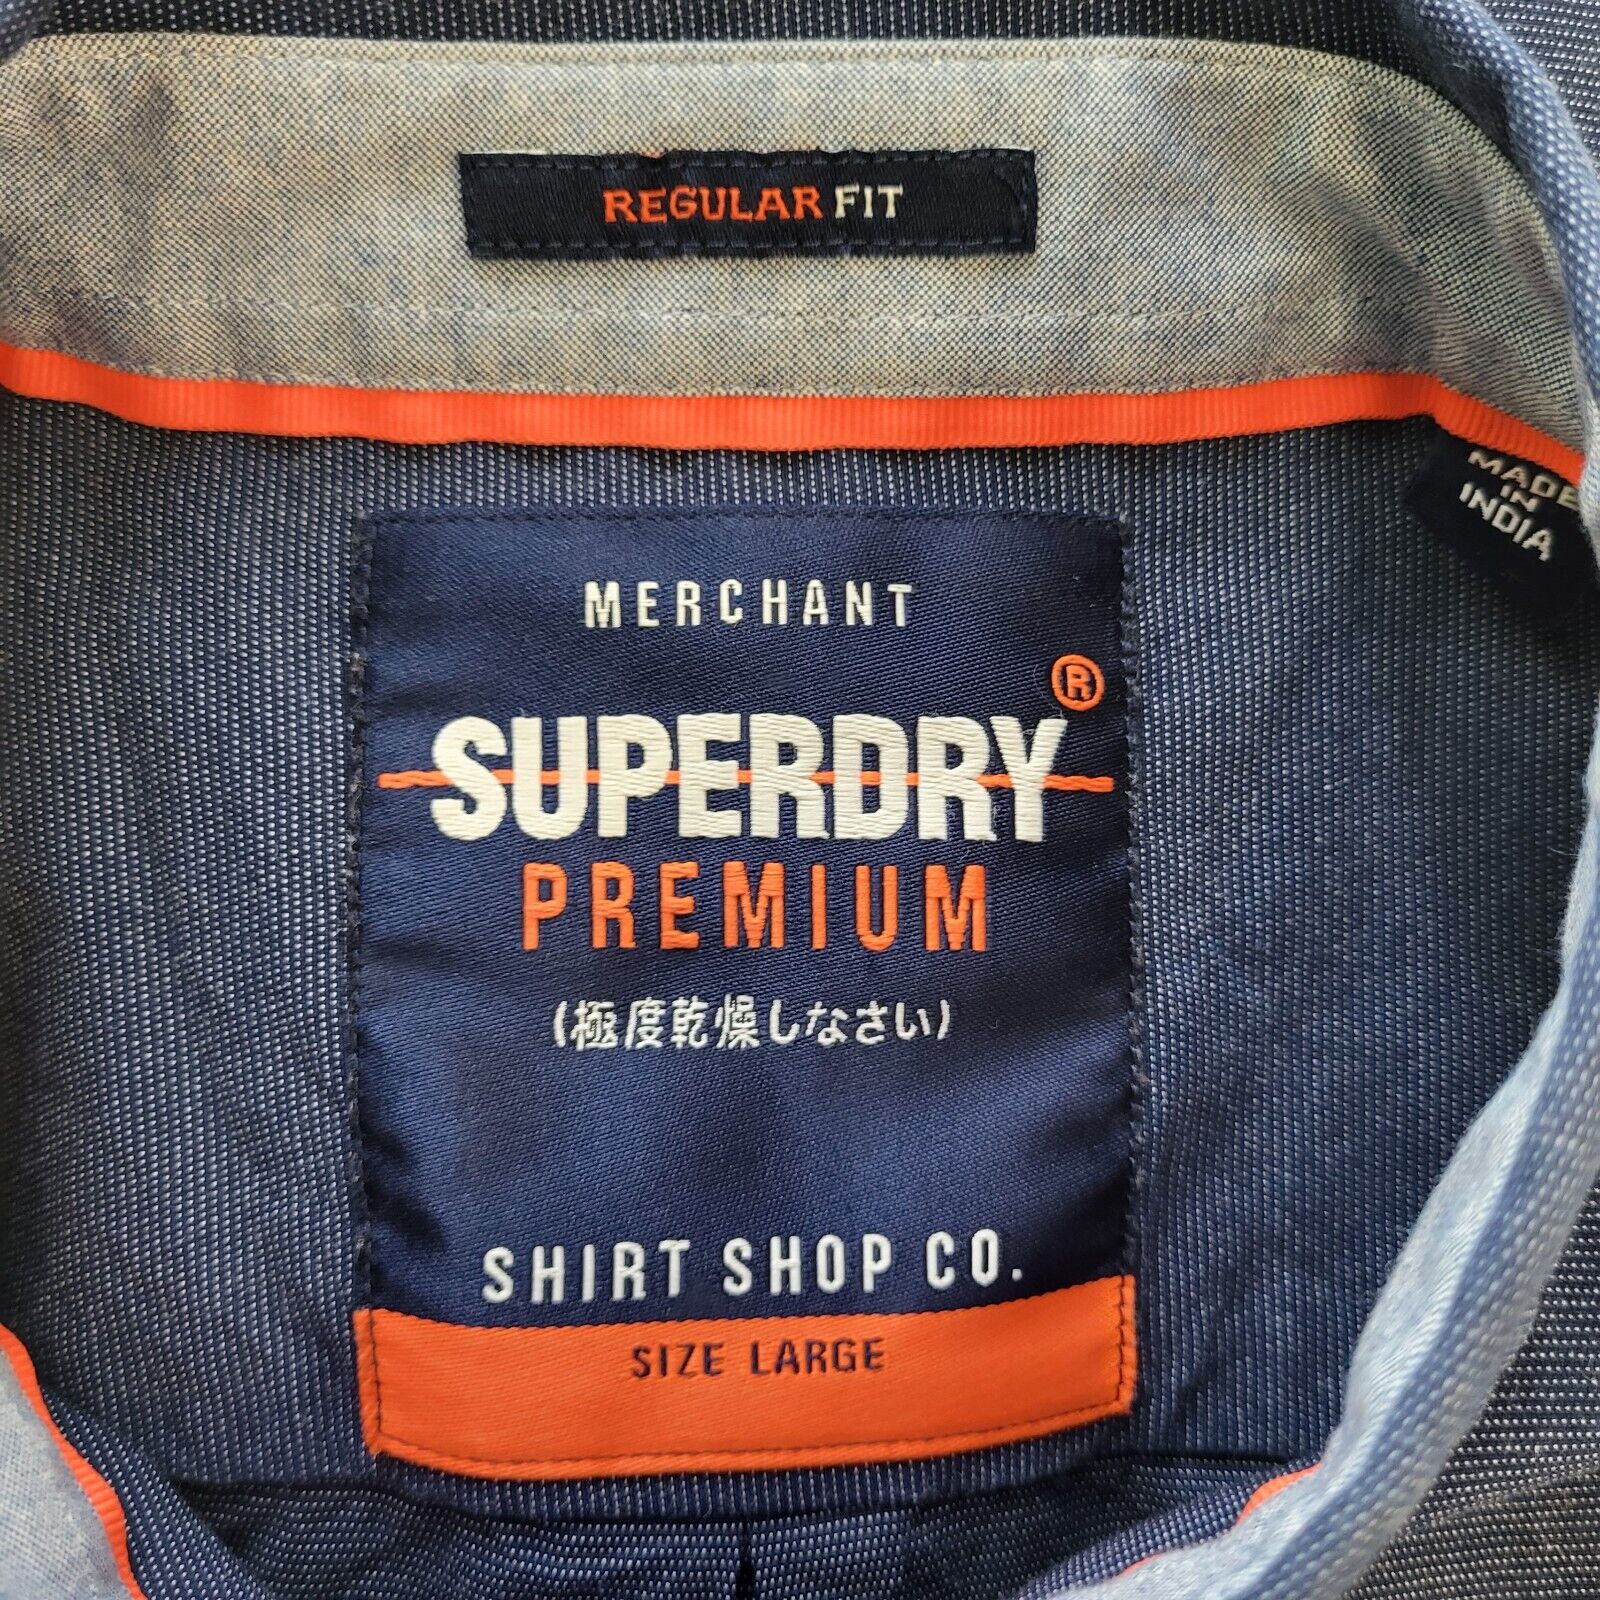 REGULAR FIT
MADE
IN
INDIA
MERCHANT
SUPERDRY®
PREMIUM
(極度乾燥しなさい)
SHIRT SHOP CO.
SIZE LARGE